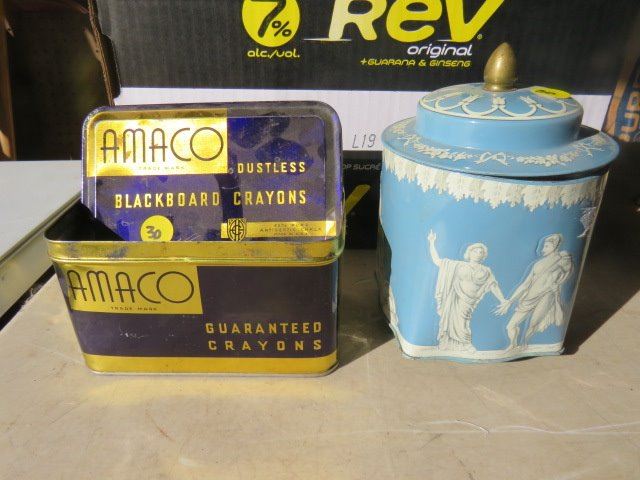 7%
alc./vol.
Rev
original
+GUARANA & GINSENG
L19
AMACO
TRADE MARK
DUSTLESS
BLACKBOARD CRAYONS
30
AMACO
TRADE MARK
GUARANTEED
CRAYONS